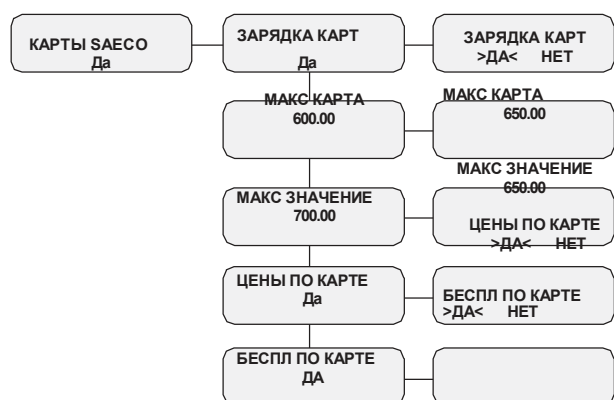 КАРТЫ SAECO
Да
ЗАРЯДКА КАРТ
Да
ЗАРЯДКА КАРТ
>ДА< НЕТ
МАКС КАРТА
600.00
МАКС КАРТА
650.00
МАКС ЗНАЧЕНИЕ
700.00
МАКС ЗНАЧЕНИЕ
650.00
ЦЕНЫ ПО КАРТЕ
>ДА< НЕТ
ЦЕНЫ ПО КАРТЕ
Да
БЕСПЛ ПО КАРТЕ
>ДА< НЕТ
БЕСПЛ ПО КАРТЕ
ДА